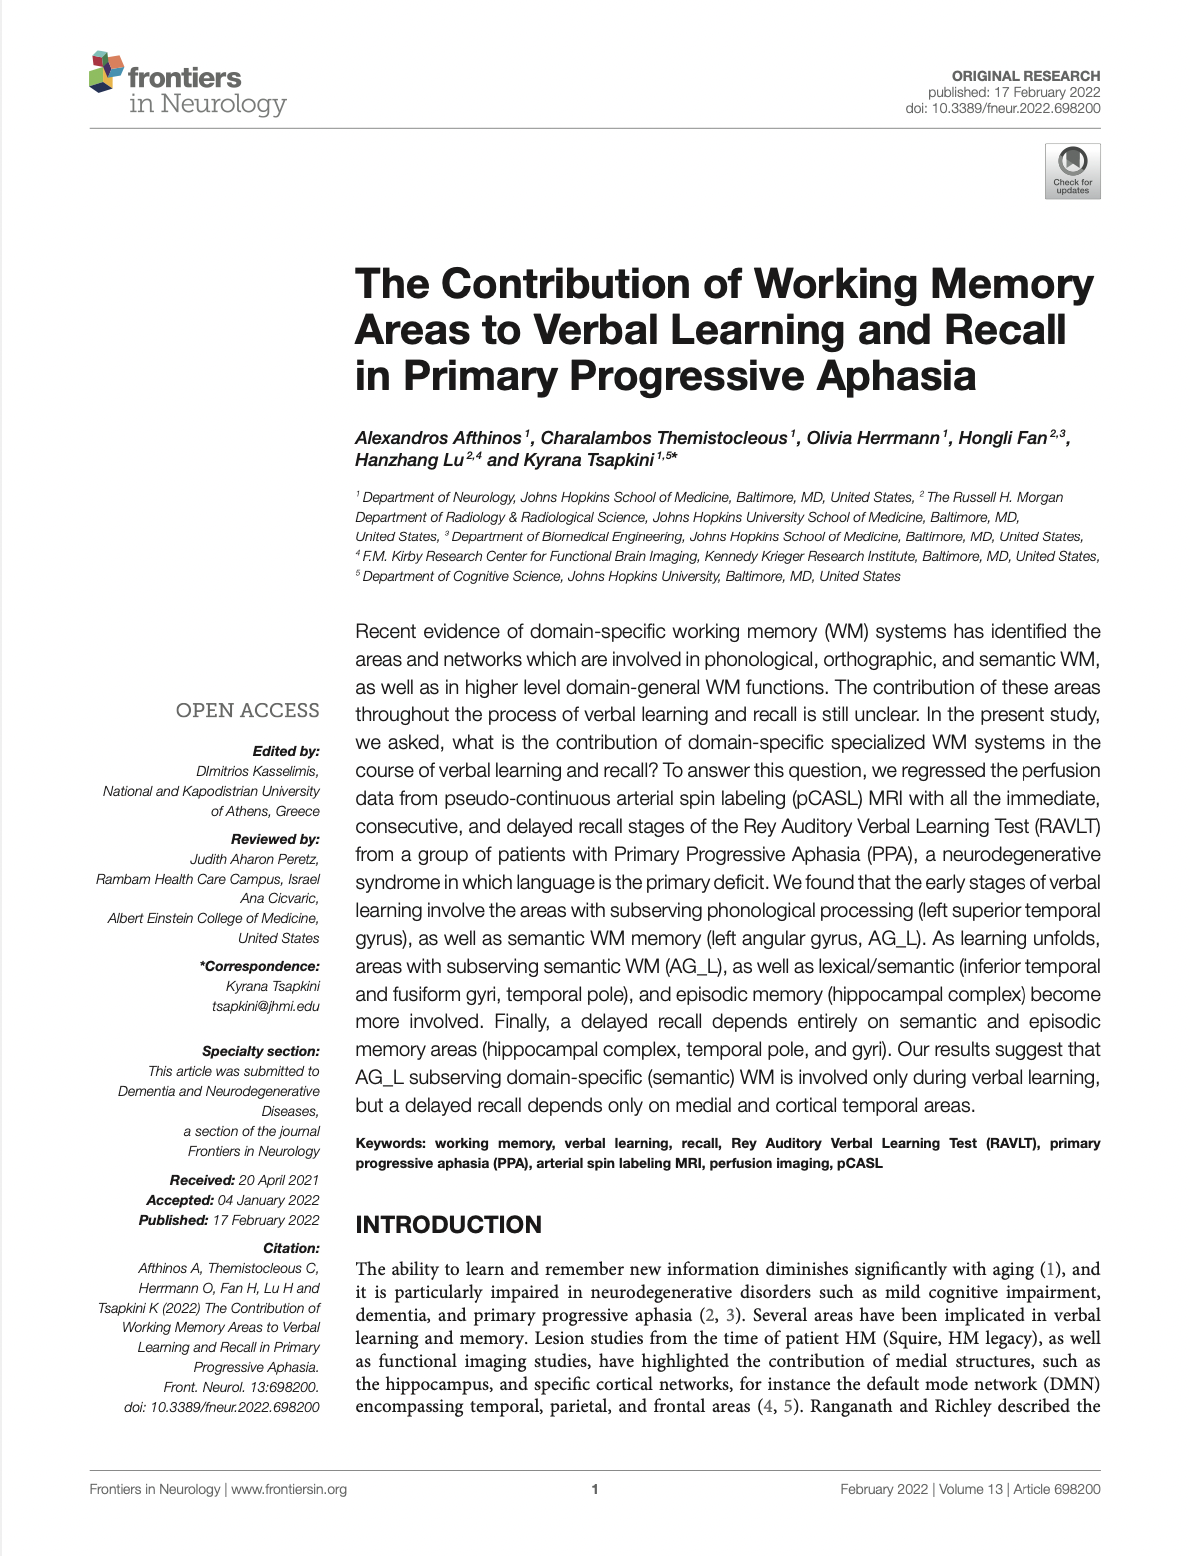 frontiers
in Neurology
ORIGINAL RESEARCH
published: 17 February 2022
doi: 10.3389/fneur.2022.698200
Check for
updates
The Contribution of Working Memory
Areas to Verbal Learning and Recall
in Primary Progressive Aphasia
Alexandros Afthinos 1, Charalambos Themistocleous 1, Olivia Herrmann 1, Hongli Fan 2,3,
Hanzhang Lu 2,4 and Kyrana Tsapkini 1,5*
1 Department of Neurology, Johns Hopkins School of Medicine, Baltimore, MD, United States, 2 The Russell H. Morgan
Department of Radiology & Radiological Science, Johns Hopkins University School of Medicine, Baltimore, MD,
United States, 3 Department of Biomedical Engineering, Johns Hopkins School of Medicine, Baltimore, MD, United States,
4 F.M. Kirby Research Center for Functional Brain Imaging, Kennedy Krieger Research Institute, Baltimore, MD, United States,
5 Department of Cognitive Science, Johns Hopkins University, Baltimore, MD, United States
OPEN ACCESS
Edited by:
DImitrios Kasselimis,
National and Kapodistrian University
of Athens, Greece
Reviewed by:
Judith Aharon Peretz,
Rambam Health Care Campus, Israel
Ana Cicvaric,
Albert Einstein College of Medicine,
United States
*Correspondence:
Kyrana Tsapkini
tsapkini@jhmi.edu
Specialty section:
This article was submitted to
Dementia and Neurodegenerative
Diseases,
a section of the journal
Frontiers in Neurology
Received: 20 April 2021
Accepted: 04 January 2022
Published: 17 February 2022
Citation:
Afthinos A, Themistocleous C,
Herrmann O, Fan H, Lu H and
Tsapkini K (2022) The Contribution of
Working Memory Areas to Verbal
Learning and Recall in Primary
Progressive Aphasia.
Front. Neurol. 13:698200.
doi: 10.3389/fneur.2022.698200
Recent evidence of domain-specific working memory (WM) systems has identified the
areas and networks which are involved in phonological, orthographic, and semantic WM,
as well as in higher level domain-general WM functions. The contribution of these areas
throughout the process of verbal learning and recall is still unclear. In the present study,
we asked, what is the contribution of domain-specific specialized WM systems in the
course of verbal learning and recall? To answer this question, we regressed the perfusion
data from pseudo-continuous arterial spin labeling (pCASL) MRI with all the immediate,
consecutive, and delayed recall stages of the Rey Auditory Verbal Learning Test (RAVLT)
from a group of patients with Primary Progressive Aphasia (PPA), a neurodegenerative
syndrome in which language is the primary deficit. We found that the early stages of verbal
learning involve the areas with subserving phonological processing (left superior temporal
gyrus), as well as semantic WM memory (left angular gyrus, AG_L). As learning unfolds,
areas with subserving semantic WM (AG_L), as well as lexical/semantic (inferior temporal
and fusiform gyri, temporal pole), and episodic memory (hippocampal complex) become
more involved. Finally, a delayed recall depends entirely on semantic and episodic
memory areas (hippocampal complex, temporal pole, and gyri). Our results suggest that
AG_L subserving domain-specific (semantic) WM is involved only during verbal learning,
but a delayed recall depends only on medial and cortical temporal areas.
Keywords: working memory, verbal learning, recall, Rey Auditory Verbal Learning Test (RAVLT), primary
progressive aphasia (PPA), arterial spin labeling MRI, perfusion imaging, pCASL
INTRODUCTION
The ability to learn and remember new information diminishes significantly with aging (1), and
it is particularly impaired in neurodegenerative disorders such as mild cognitive impairment,
dementia, and primary progressive aphasia (2, 3). Several areas have been implicated in verbal
learning and memory. Lesion studies from the time of patient HM (Squire, HM legacy), as well
as functional imaging studies, have highlighted the contribution of medial structures, such as
the hippocampus, and specific cortical networks, for instance the default mode network (DMN)
encompassing temporal, parietal, and frontal areas (4, 5). Ranganath and Richley described the
Frontiers in Neurology | www.frontiersin.org
1
February 2022 | Volume 13 | Article 698200